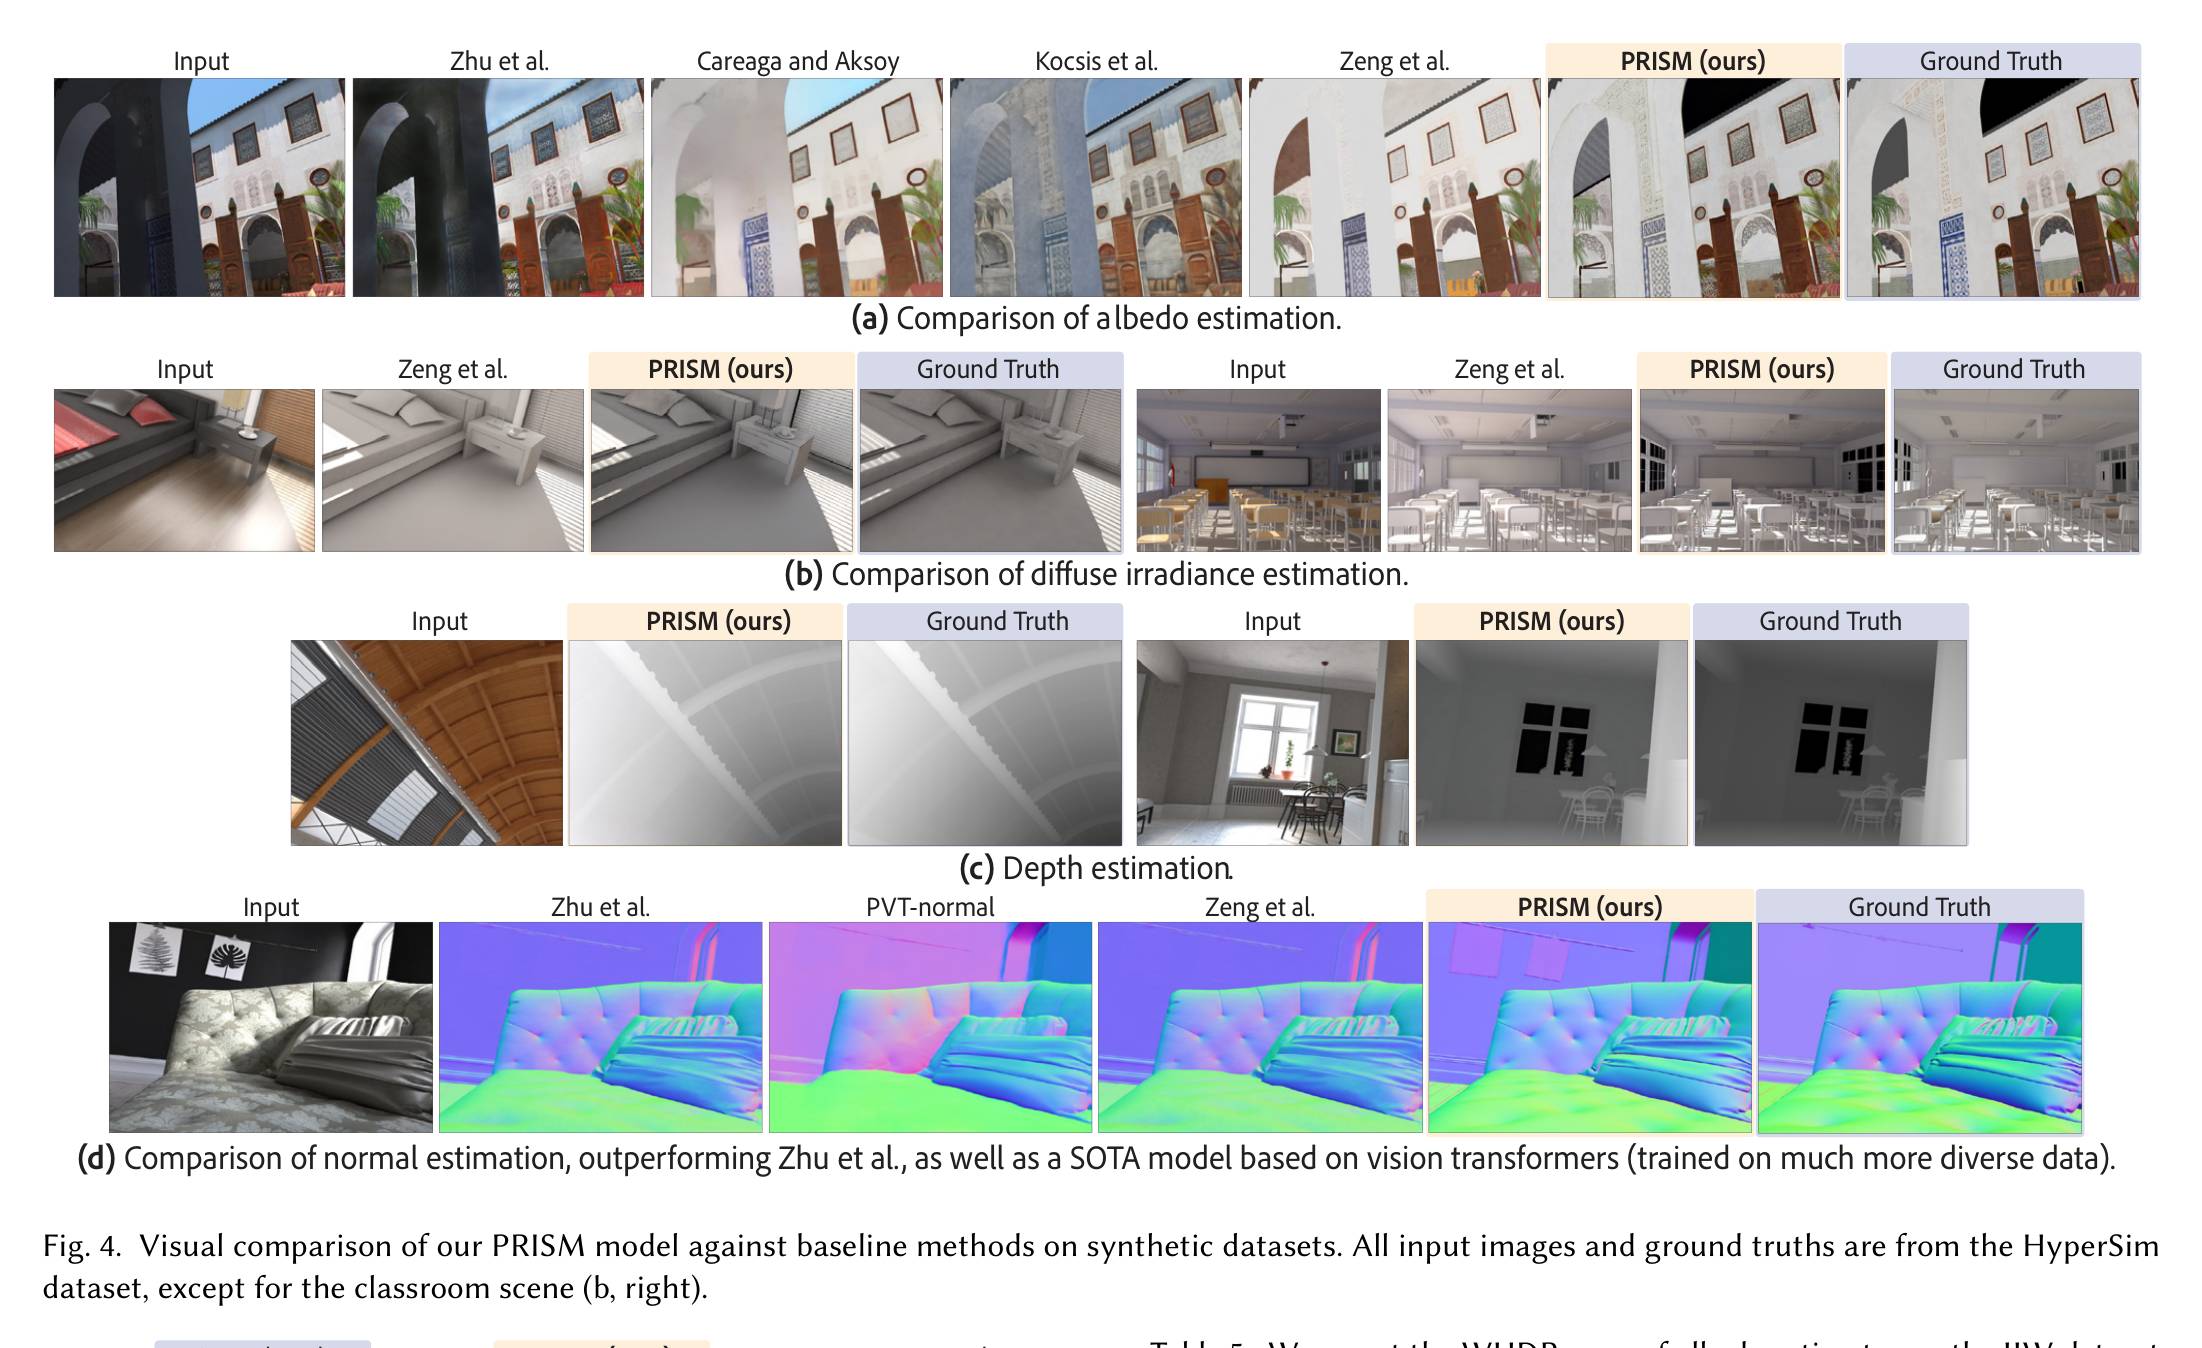 Input Zhu et al. Careaga and Aksoy Kocsis et al. Zeng et al. PRISM (ours) Ground Truth
(a) Comparison of albedo estimation.
Input Zeng et al. PRISM (ours) Ground Truth Input Zeng et al. PRISM (ours) Ground Truth
(b) Comparison of diffuse irradiance estimation.
Input PRISM (ours) Ground Truth Input PRISM (ours) Ground Truth
(c) Depth estimation.
Input Zhu et al. PVT-normal Zeng et al. PRISM (ours) Ground Truth
(d) Comparison of normal estimation, outperforming Zhu et al., as well as a SOTA model based on vision transformers (trained on much more diverse data).
Fig. 4. Visual comparison of our PRISM model against baseline methods on synthetic datasets. All input images and ground truths are from the HyperSim
dataset, except for the classroom scene (b, right).